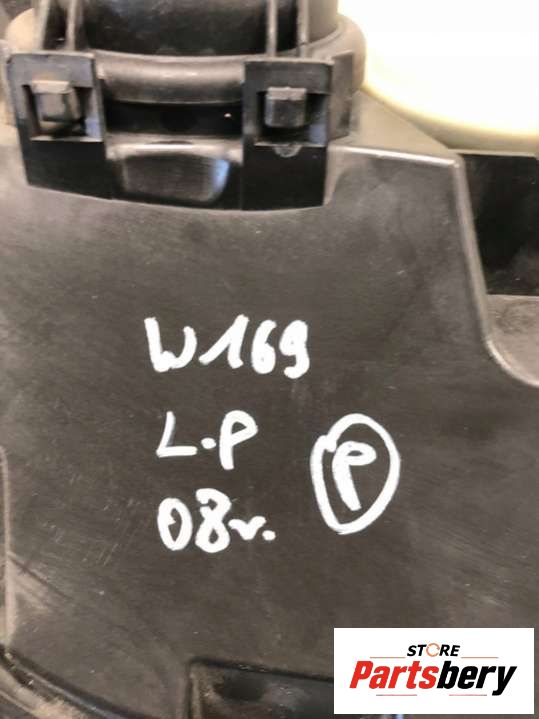 W169
L.P
08r.
P
STORE
Partsbery